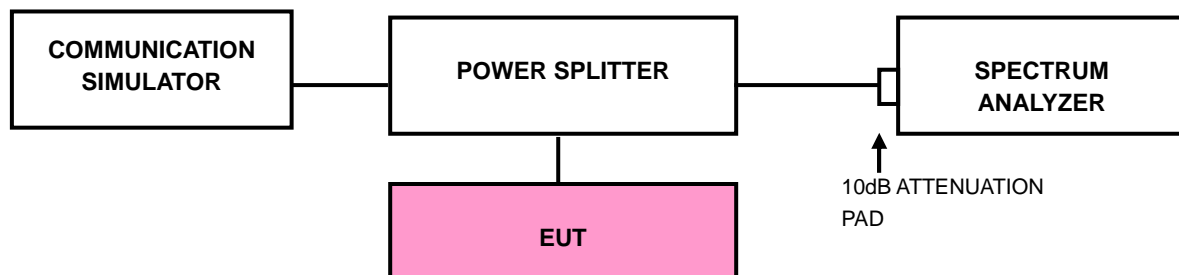 COMMUNICATION
SIMULATOR
POWER SPLITTER
SPECTRUM
ANALYZER
10dB ATTENUATION
PAD
EUT